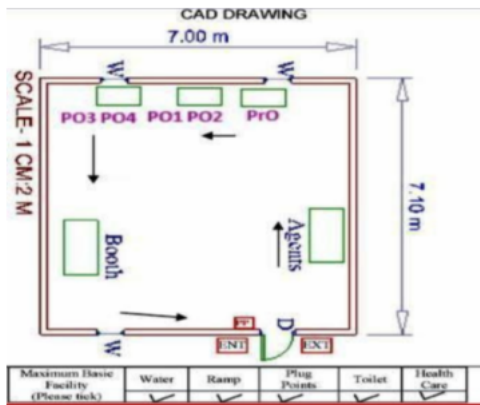 CAD DRAWING
7.00 m
W W
PO3 PO4 PO1 PO2 PrO
SCALE- 1 CM:2 M
7.10 m
Booth
Agents
D
W
ENT EXT
Maximum Basic Facility (Please tick) Water Ramp Plug Points Toilet Health Care